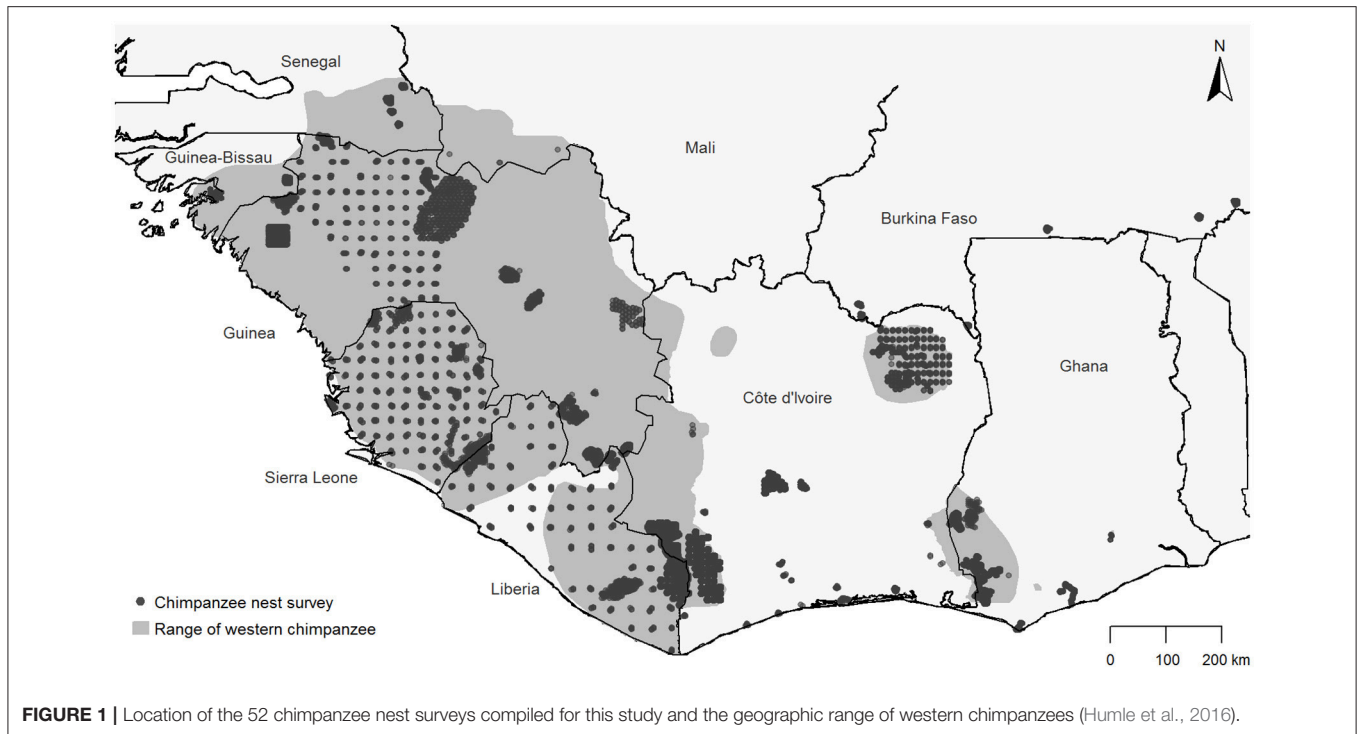 Senegal
N
Mali
Guinea-Bissau
Burkina Faso
Guinea
Ghana
Côte d'Ivoire
Sierra Leone
Liberia
Chimpanzee nest survey
Range of western chimpanzee
0 100 200 km
FIGURE 1 | Location of the 52 chimpanzee nest surveys compiled for this study and the geographic range of western chimpanzees (Humle et al., 2016).